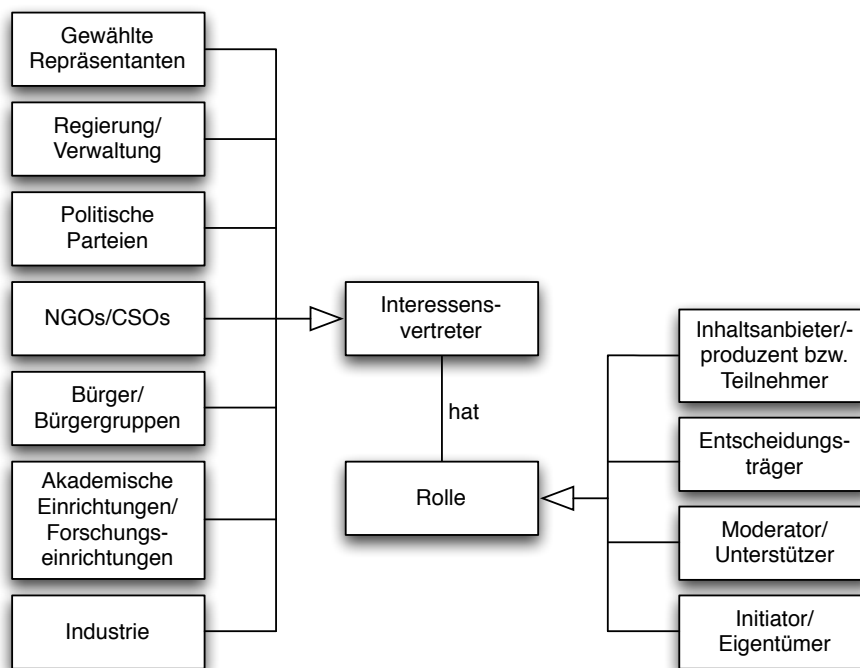 Gewählte
Repräsentanten
Regierung/
Verwaltung
Politische
Parteien
NGOs/CSOs
Bürger/
Bürgergruppen
Akademische
Einrichtungen/
Forschungs-
einrichtungen
Industrie
Interessens-
vertreter
hat
Rolle
Inhaltsanbieter/-
produzent bzw.
Teilnehmer
Entscheidungs-
träger
Moderator/
Unterstützer
Initiator/
Eigentümer